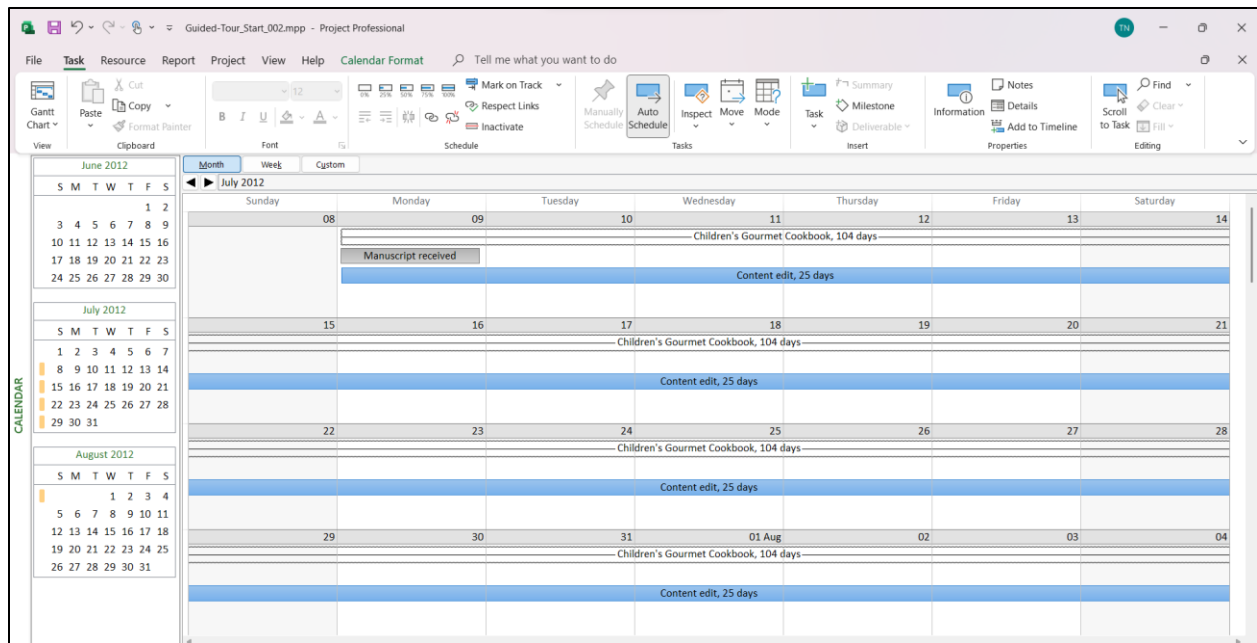 Guided-Tour_Start_002.mpp - Project Professional
TN
File Task Resource Report Project View Help Calendar Format Tell me what you want to do
Gantt Chart
View
Paste
Cut
Copy
Format Painter
Clipboard
12
B I U A
Font
0% 25% 50% 75% 100%
Mark on Track
Respect Links
Inactivate
Schedule
Manually Schedule
Auto Schedule
Inspect
Move
Mode
Tasks
Task
Summary
Milestone
Deliverable
Insert
Information
Notes
Details
Add to Timeline
Properties
Scroll to Task
Find
Clear
Fill
Editing
CALENDAR
June 2012
S M T W T F S
1 2
3 4 5 6 7 8 9
10 11 12 13 14 15 16
17 18 19 20 21 22 23
24 25 26 27 28 29 30
July 2012
S M T W T F S
1 2 3 4 5 6 7
8 9 10 11 12 13 14
15 16 17 18 19 20 21
22 23 24 25 26 27 28
29 30 31
August 2012
S M T W T F S
1 2 3 4
5 6 7 8 9 10 11
12 13 14 15 16 17 18
19 20 21 22 23 24 25
26 27 28 29 30 31
Month Week Custom
July 2012
Sunday Monday Tuesday Wednesday Thursday Friday Saturday
08 09 10 11 12 13 14
Children's Gourmet Cookbook, 104 days
Manuscript received
Content edit, 25 days
15 16 17 18 19 20 21
Children's Gourmet Cookbook, 104 days
Content edit, 25 days
22 23 24 25 26 27 28
Children's Gourmet Cookbook, 104 days
Content edit, 25 days
29 30 31 01 Aug 02 03 04
Children's Gourmet Cookbook, 104 days
Content edit, 25 days